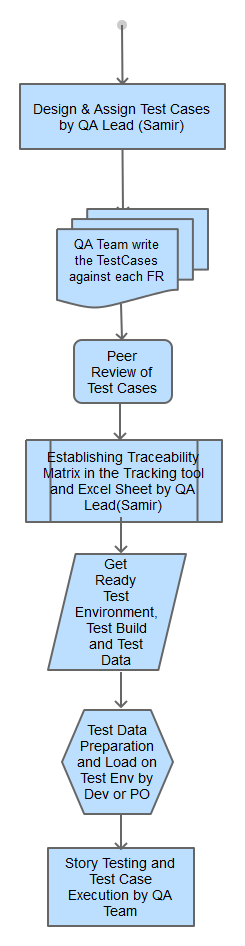 Design & Assign Test Cases
by QA Lead (Samir)
QA Team write
the TestCases
against each FR
Peer
Review of
Test Cases
Establishing Traceability
Matrix in the Tracking tool
and Excel Sheet by QA
Lead(Samir)
Get
Ready
Test
Environment,
Test Build
and Test
Data
Test Data
Preparation
and Load on
Test Env by
Dev or PO
Story Testing and
Test Case
Execution by QA
Team